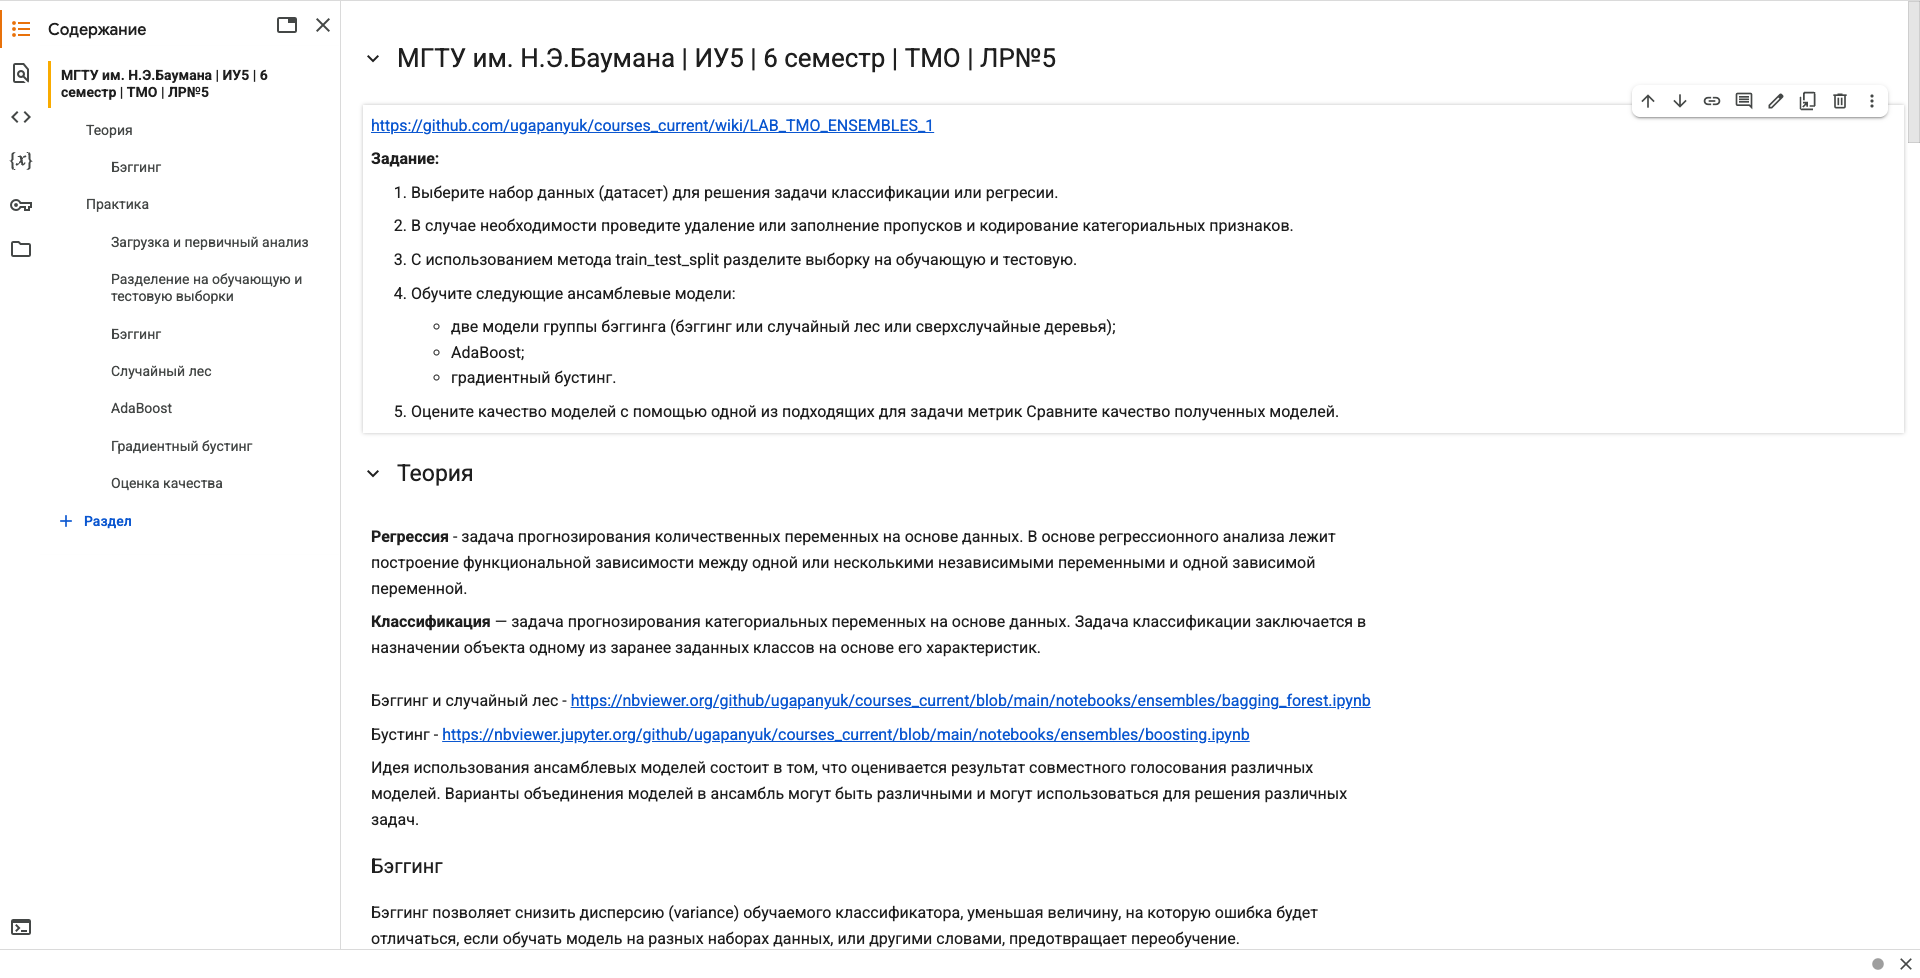 Содержание
МГТУ им. Н.Э.Баумана | ИУ5 | 6
семестр | ТМО | ЛР№5
Теория
Бэггинг
Практика
Загрузка и первичный анализ
Разделение на обучающую и
тестовую выборки
Бэггинг
Случайный лес
AdaBoost
Градиентный бустинг
Оценка качества
+ Раздел
МГТУ им. Н.Э.Баумана | ИУ5 | 6 семестр | ТМО | ЛР№5
https://github.com/ugapanyuk/courses_current/wiki/LAB_TMO_ENSEMBLES_1
Задание:
1. Выберите набор данных (датасет) для решения задачи классификации или регресии.
2. В случае необходимости проведите удаление или заполнение пропусков и кодирование категориальных признаков.
3. С использованием метода train_test_split разделите выборку на обучающую и тестовую.
4. Обучите следующие ансамблевые модели:
две модели группы бэггинга (бэггинг или случайный лес или сверхслучайные деревья);
AdaBoost;
градиентный бустинг.
5. Оцените качество моделей с помощью одной из подходящих для задачи метрик Сравните качество полученных моделей.
Теория
Регрессия - задача прогнозирования количественных переменных на основе данных. В основе регрессионного анализа лежит
построение функциональной зависимости между одной или несколькими независимыми переменными и одной зависимой
переменной.
Классификация — задача прогнозирования категориальных переменных на основе данных. Задача классификации заключается в
назначении объекта одному из заранее заданных классов на основе его характеристик.
Бэггинг и случайный лес - https://nbviewer.org/github/ugapanyuk/courses_current/blob/main/notebooks/ensembles/bagging_forest.ipynb
Бустинг - https://nbviewer.jupyter.org/github/ugapanyuk/courses_current/blob/main/notebooks/ensembles/boosting.ipynb
Идея использования ансамблевых моделей состоит в том, что оценивается результат совместного голосования различных
моделей. Варианты объединения моделей в ансамбль могут быть различными и могут использоваться для решения различных
задач.
Бэггинг
Бэггинг позволяет снизить дисперсию (variance) обучаемого классификатора, уменьшая величину, на которую ошибка будет
отличаться, если обучать модель на разных наборах данных, или другими словами, предотвращает переобучение.